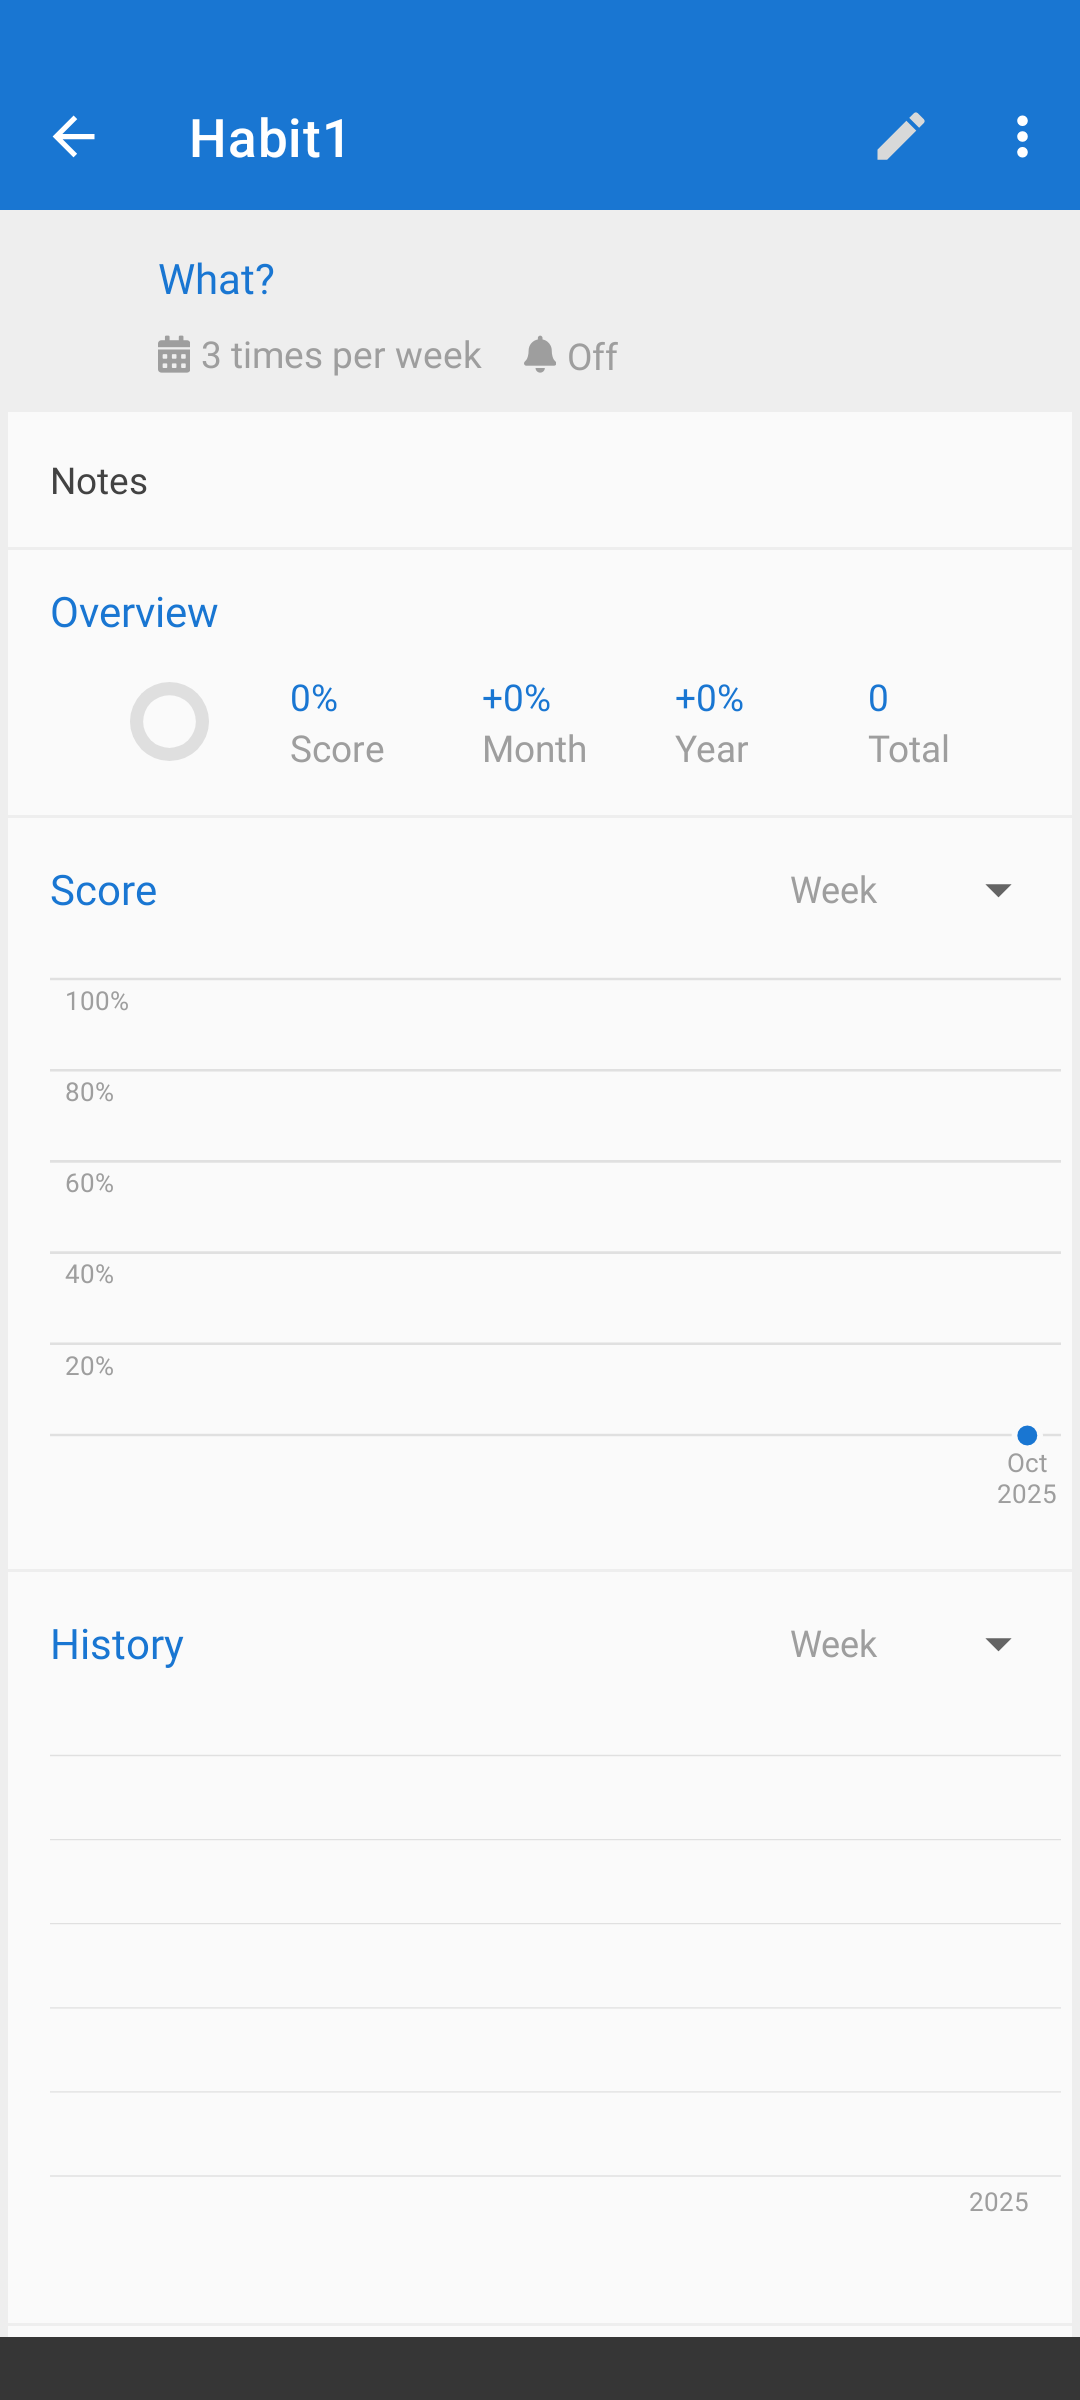 Habit1
What?
3 times per week Off
Notes
Overview
0% +0% +0% 0
Score Month Year Total
Score Week
100%
80%
60%
40%
20%
Oct
2025
History Week
2025